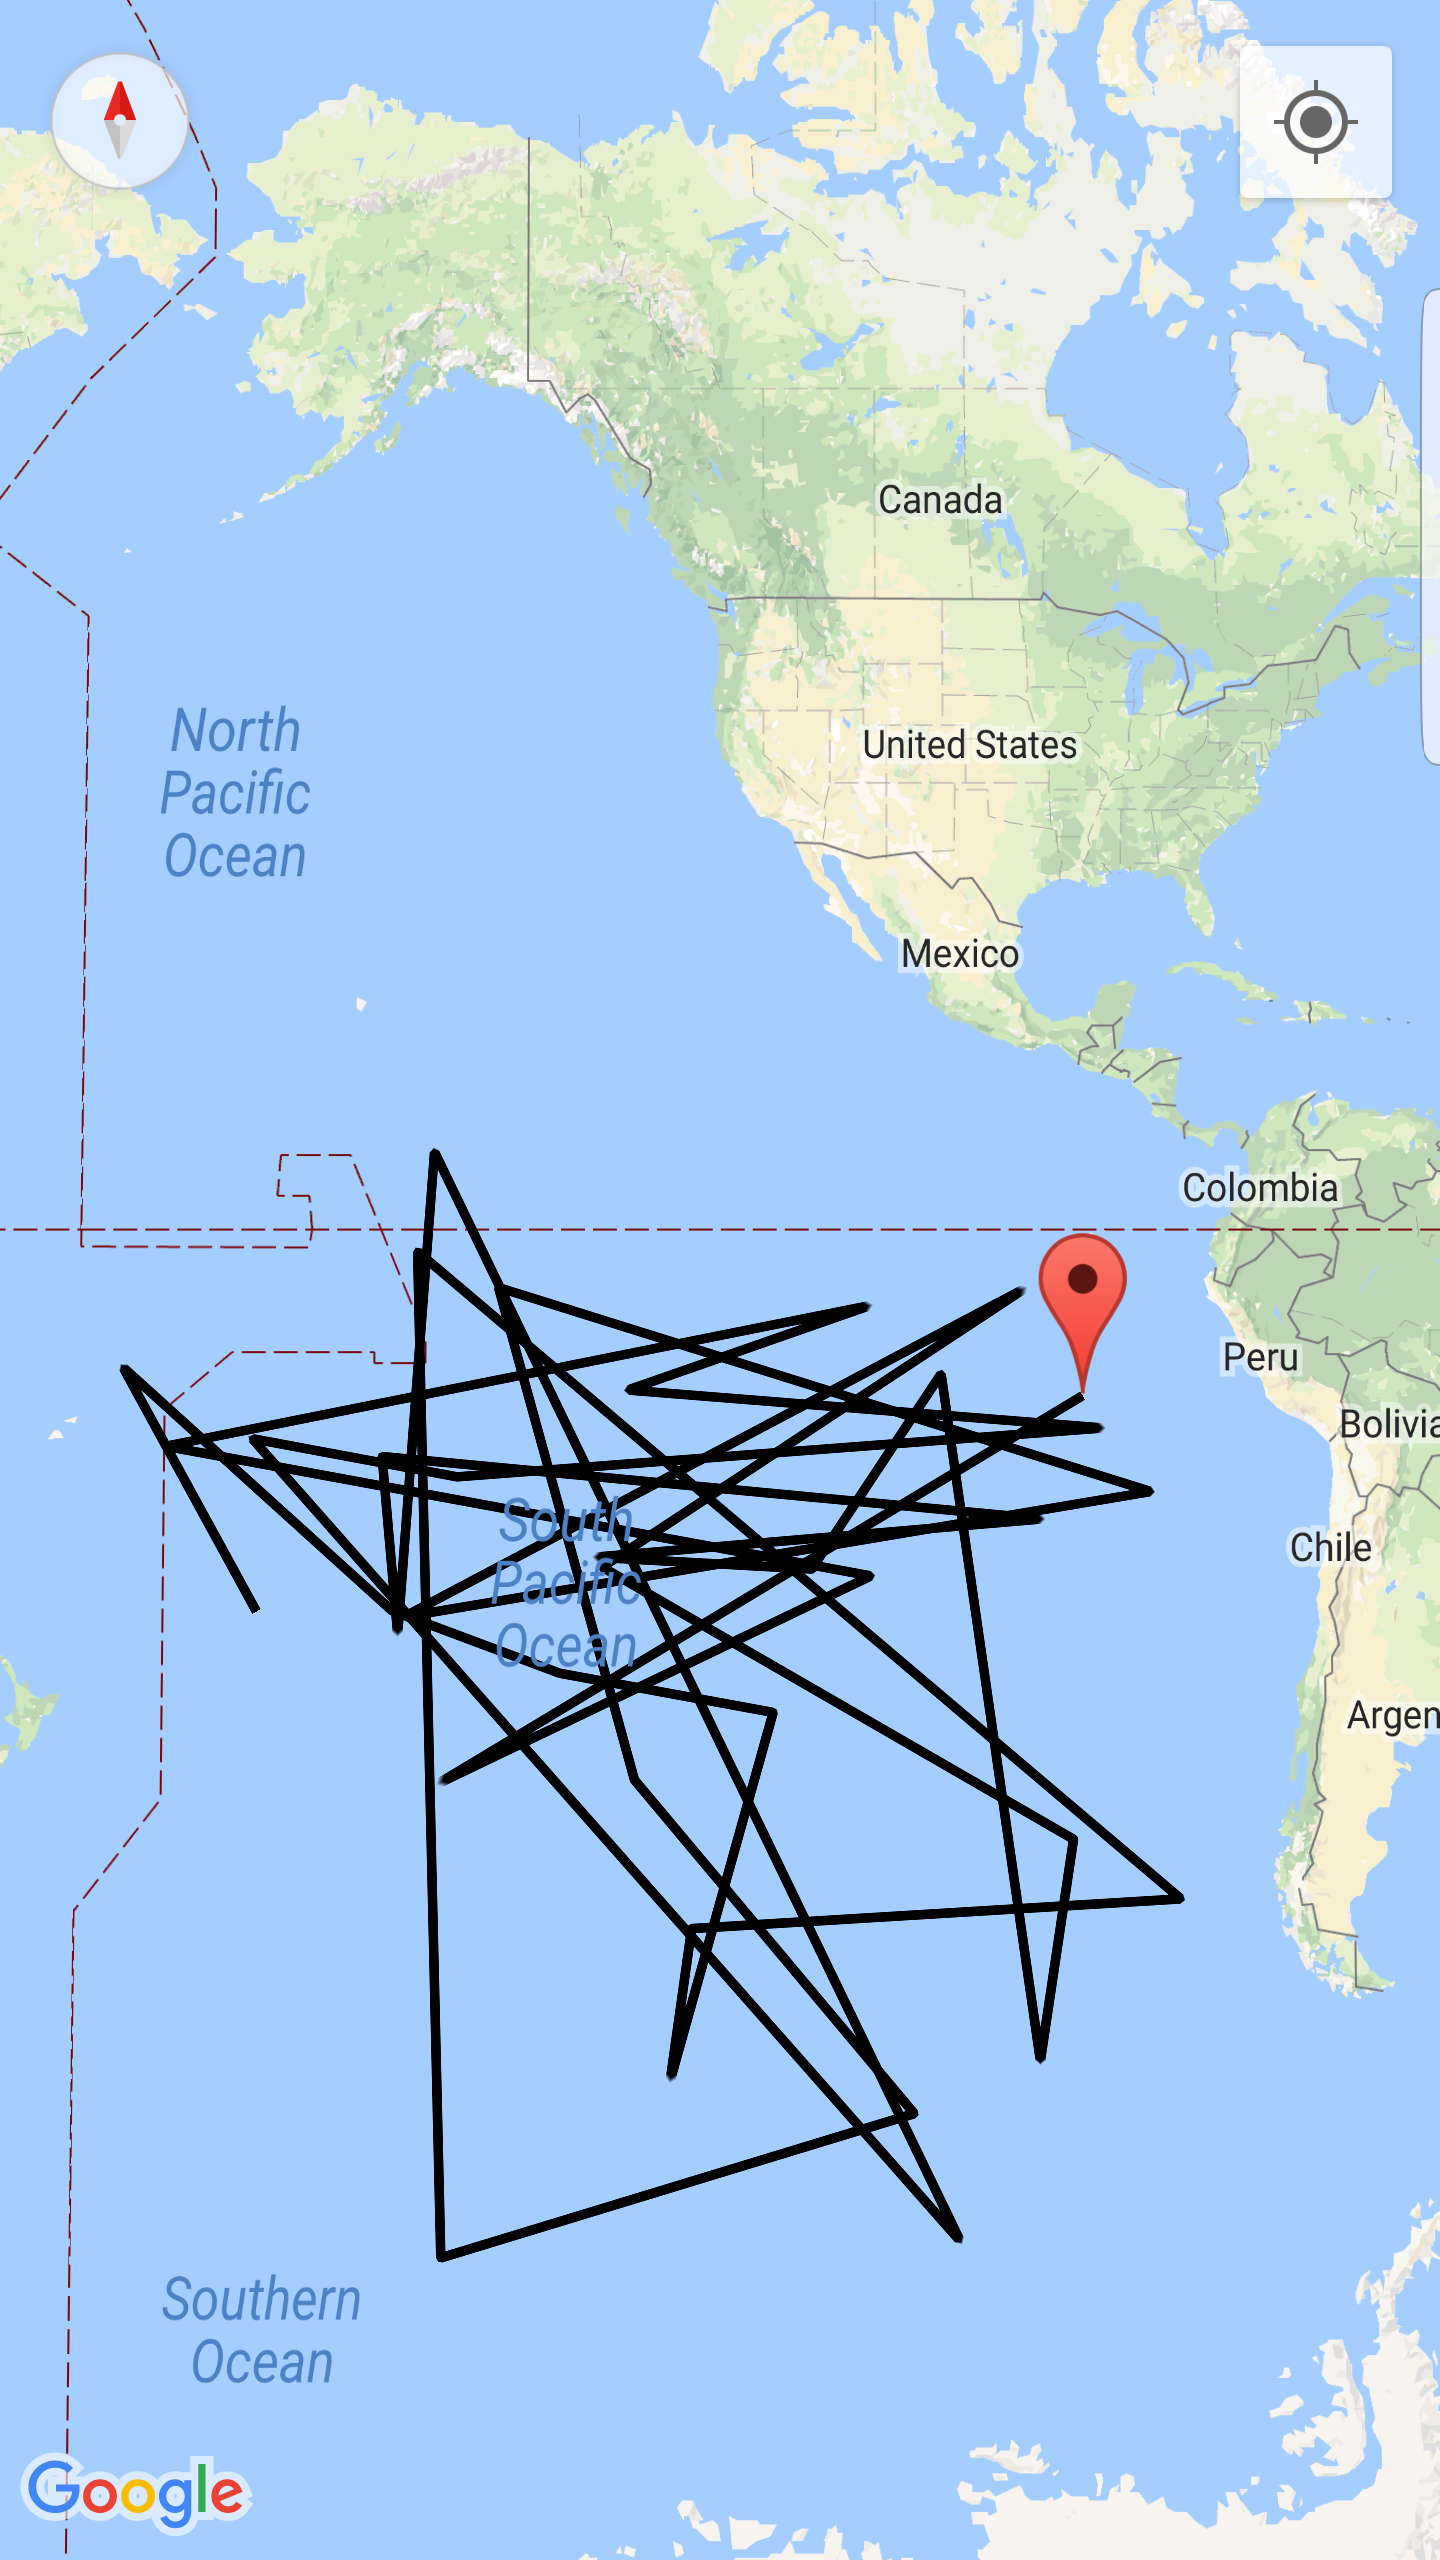 Canada
North
Pacific
Ocean
United States
Mexico
Colombia
Peru
Bolivia
South
Pacific
Ocean
Chile
Argen
Southern
Ocean
Google